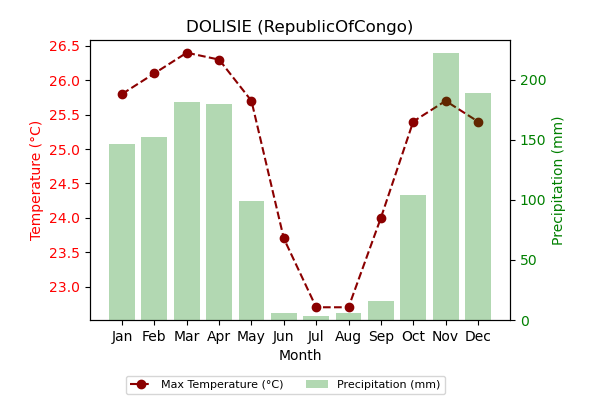 DOLISIE (RepublicOfCongo)
26.5
26.0
25.5
25.0
24.5
24.0
23.5
23.0
Temperature (°C)
200
150
100
50
0
Precipitation (mm)
Jan Feb Mar Apr May Jun Jul Aug Sep Oct Nov Dec
Month
Max Temperature (°C) Precipitation (mm)